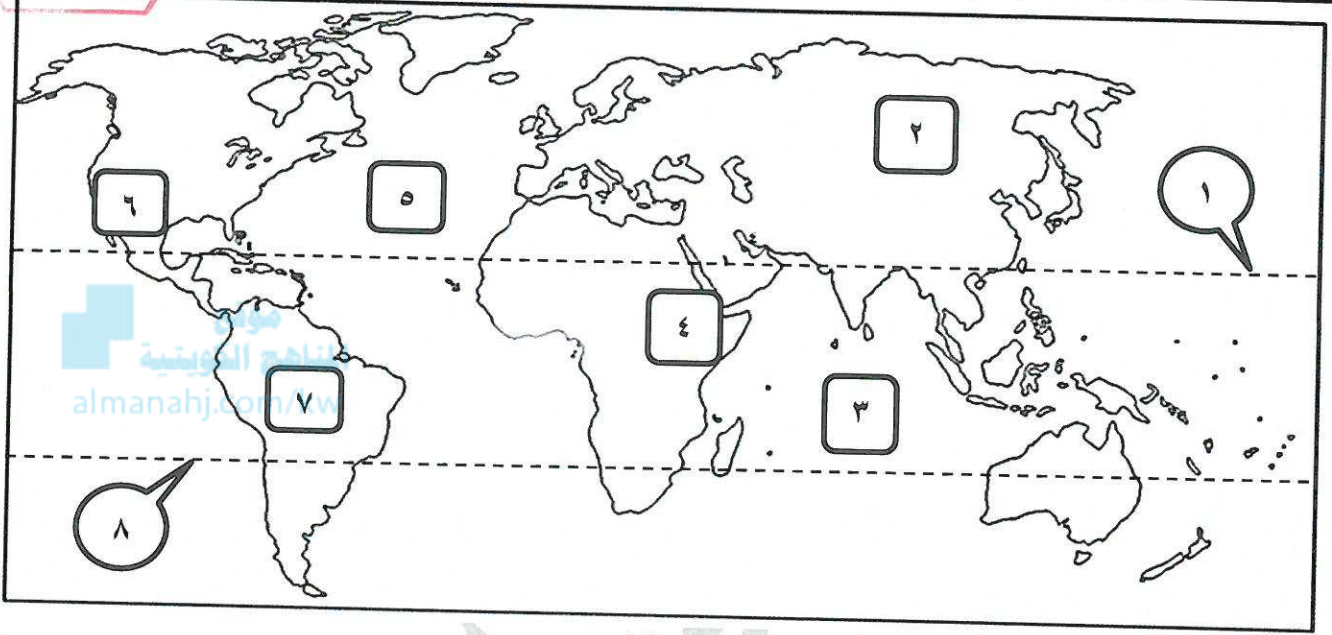 ٢
١
٦
٥
٤
موقع
المناهج الكويتية
almanahj.com/kw
٧
٣
٨